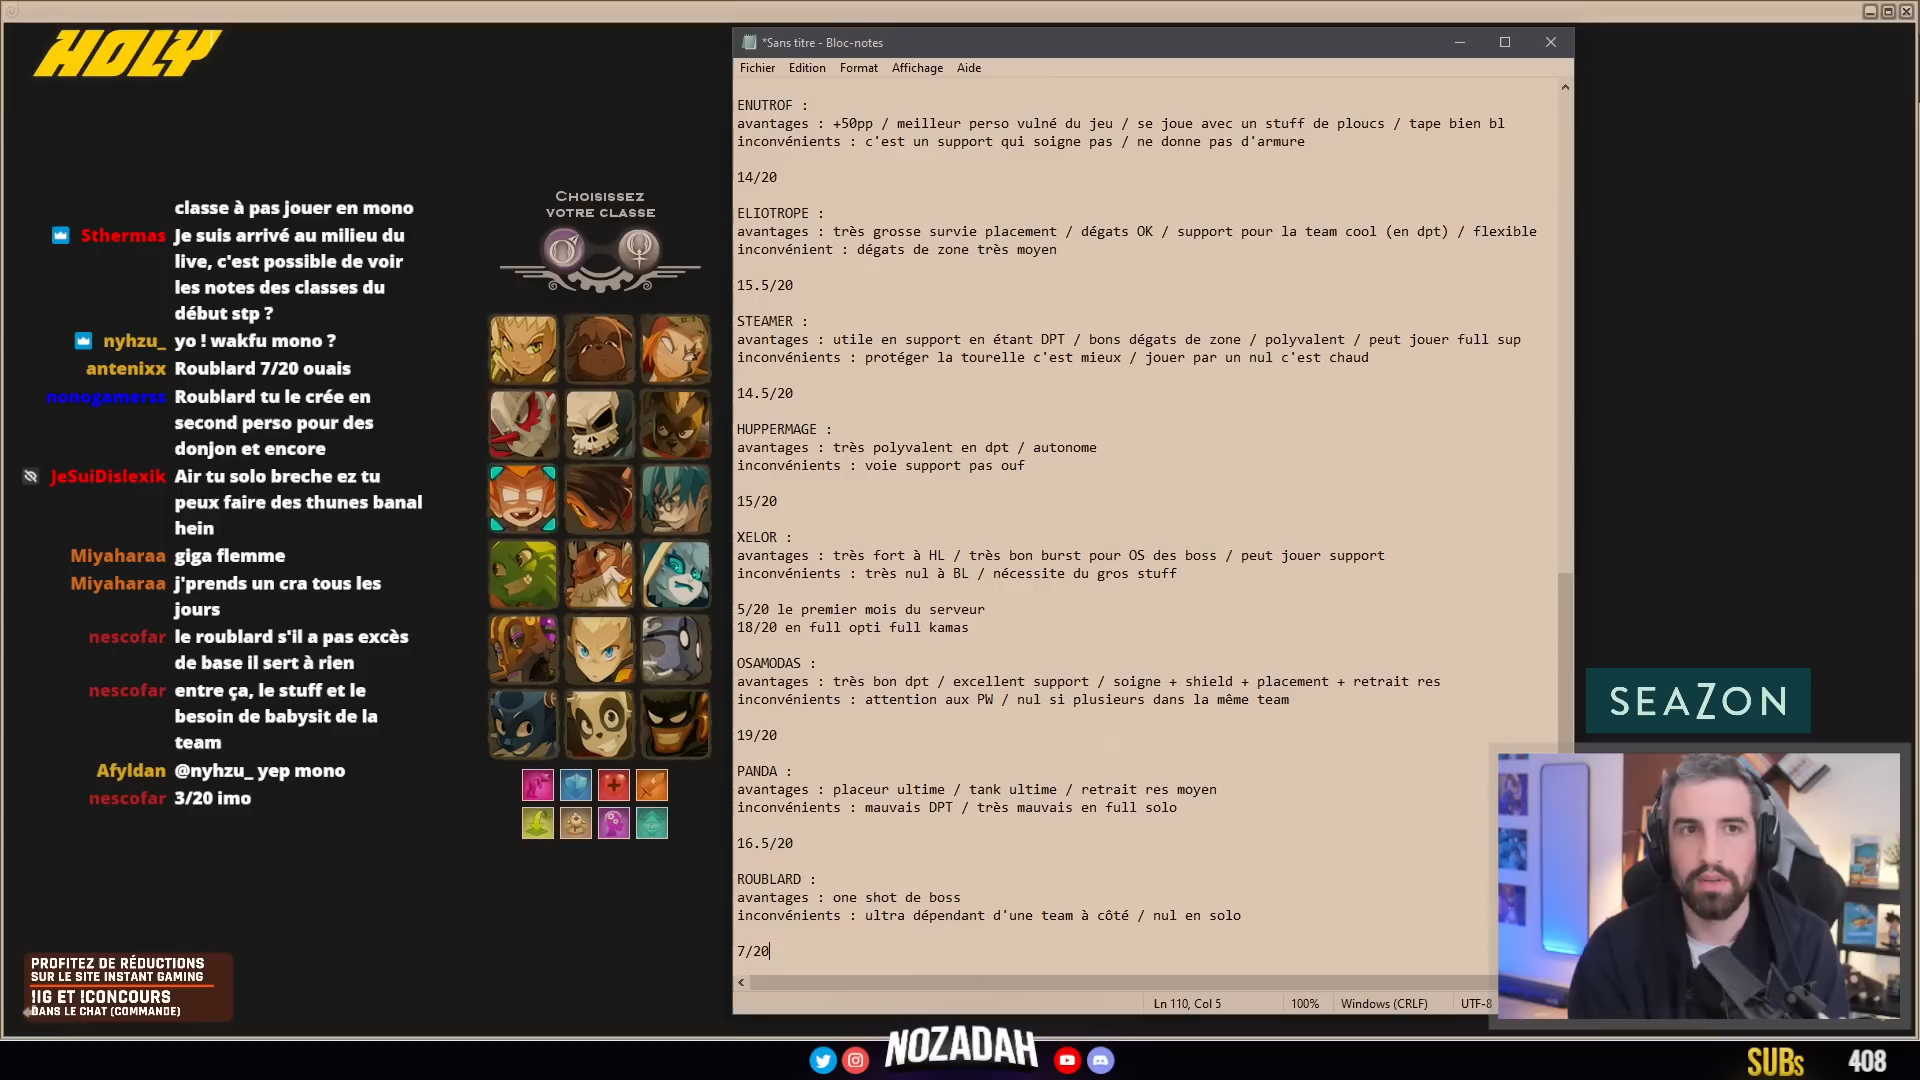 HOLY
classe à pas jouer en mono
Sthermas Je suis arrivé au milieu du
live, c'est possible de voir
les notes des classes du
début stp ?
nyhzu_ yo ! wakfu mono ?
antenixx Roublard 7/20 ouais
nonogamerss Roublard tu le crée en
second perso pour des
donjon et encore
JeSuiDislexik Air tu solo breche ez tu
peux faire des thunes banal
hein
Miyaharaa giga flemme
Miyaharaa j'prends un cra tous les
jours
nescofar le roublard s'il a pas excès
de base il sert à rien
nescofar entre ça, le stuff et le
besoin de babysit de la
team
Afyldan @nyhzu_ yep mono
nescofar 3/20 imo
PROFITEZ DE RÉDUCTIONS
SUR LE SITE INSTANT GAMING
!IG ET !CONCOURS
DANS LE CHAT (COMMANDE)
CHOISISSEZ
VOTRE CLASSE
*Sans titre - Bloc-notes
Fichier Edition Format Affichage Aide
ENUTROF :
avantages : +50pp / meilleur perso vulné du jeu / se joue avec un stuff de ploucs / tape bien bl
inconvénients : c'est un support qui soigne pas / ne donne pas d'armure
14/20
ELIOTROPE :
avantages : très grosse survie placement / dégats OK / support pour la team cool (en dpt) / flexible
inconvénient : dégats de zone très moyen
15.5/20
STEAMER :
avantages : utile en support en étant DPT / bons dégats de zone / polyvalent / peut jouer full sup
inconvénients : protéger la tourelle c'est mieux / jouer par un nul c'est chaud
14.5/20
HUPPERMAGE :
avantages : très polyvalent en dpt / autonome
inconvénients : voie support pas ouf
15/20
XELOR :
avantages : très fort à HL / très bon burst pour OS des boss / peut jouer support
inconvénients : très nul à BL / nécessite du gros stuff
5/20 le premier mois du serveur
18/20 en full opti full kamas
OSAMODAS :
avantages : très bon dpt / excellent support / soigne + shield + placement + retrait res
inconvénients : attention aux PW / nul si plusieurs dans la même team
19/20
PANDA :
avantages : placeur ultime / tank ultime / retrait res moyen
inconvénients : mauvais DPT / très mauvais en full solo
16.5/20
ROUBLARD :
avantages : one shot de boss
inconvénients : ultra dépendant d'une team à côté / nul en solo
7/20
Ln 110, Col 5 100% Windows (CRLF) UTF-8
SEAZON
NOZADAH
SUBs 408